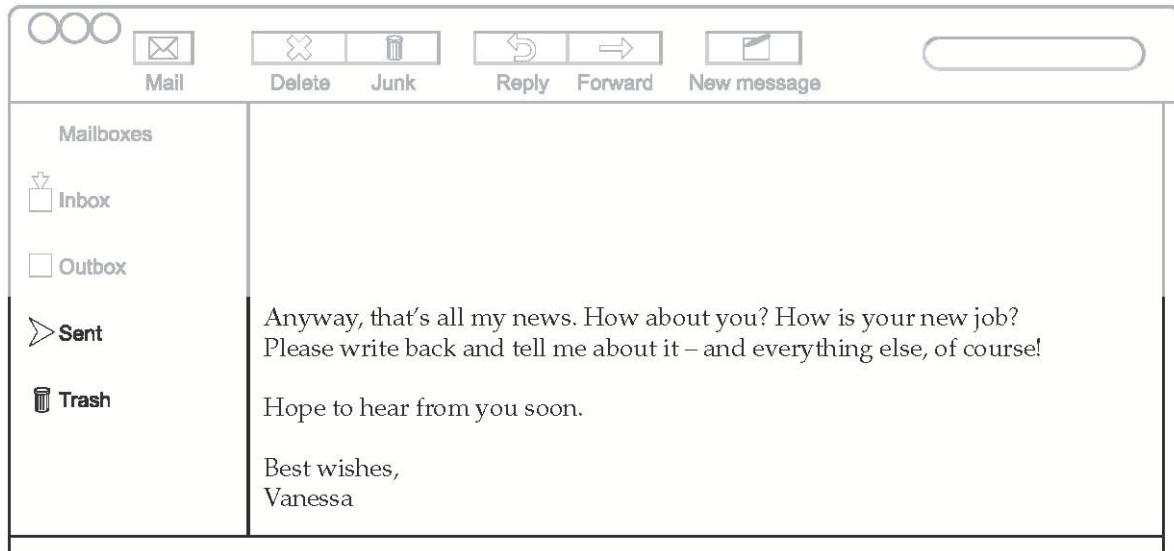 Mail
Delete
Junk
Reply
Forward
New message
Mailboxes
Inbox
Outbox
Sent
Trash
Anyway, that's all my news. How about you? How is your new job?
Please write back and tell me about it – and everything else, of course!
Hope to hear from you soon.
Best wishes,
Vanessa